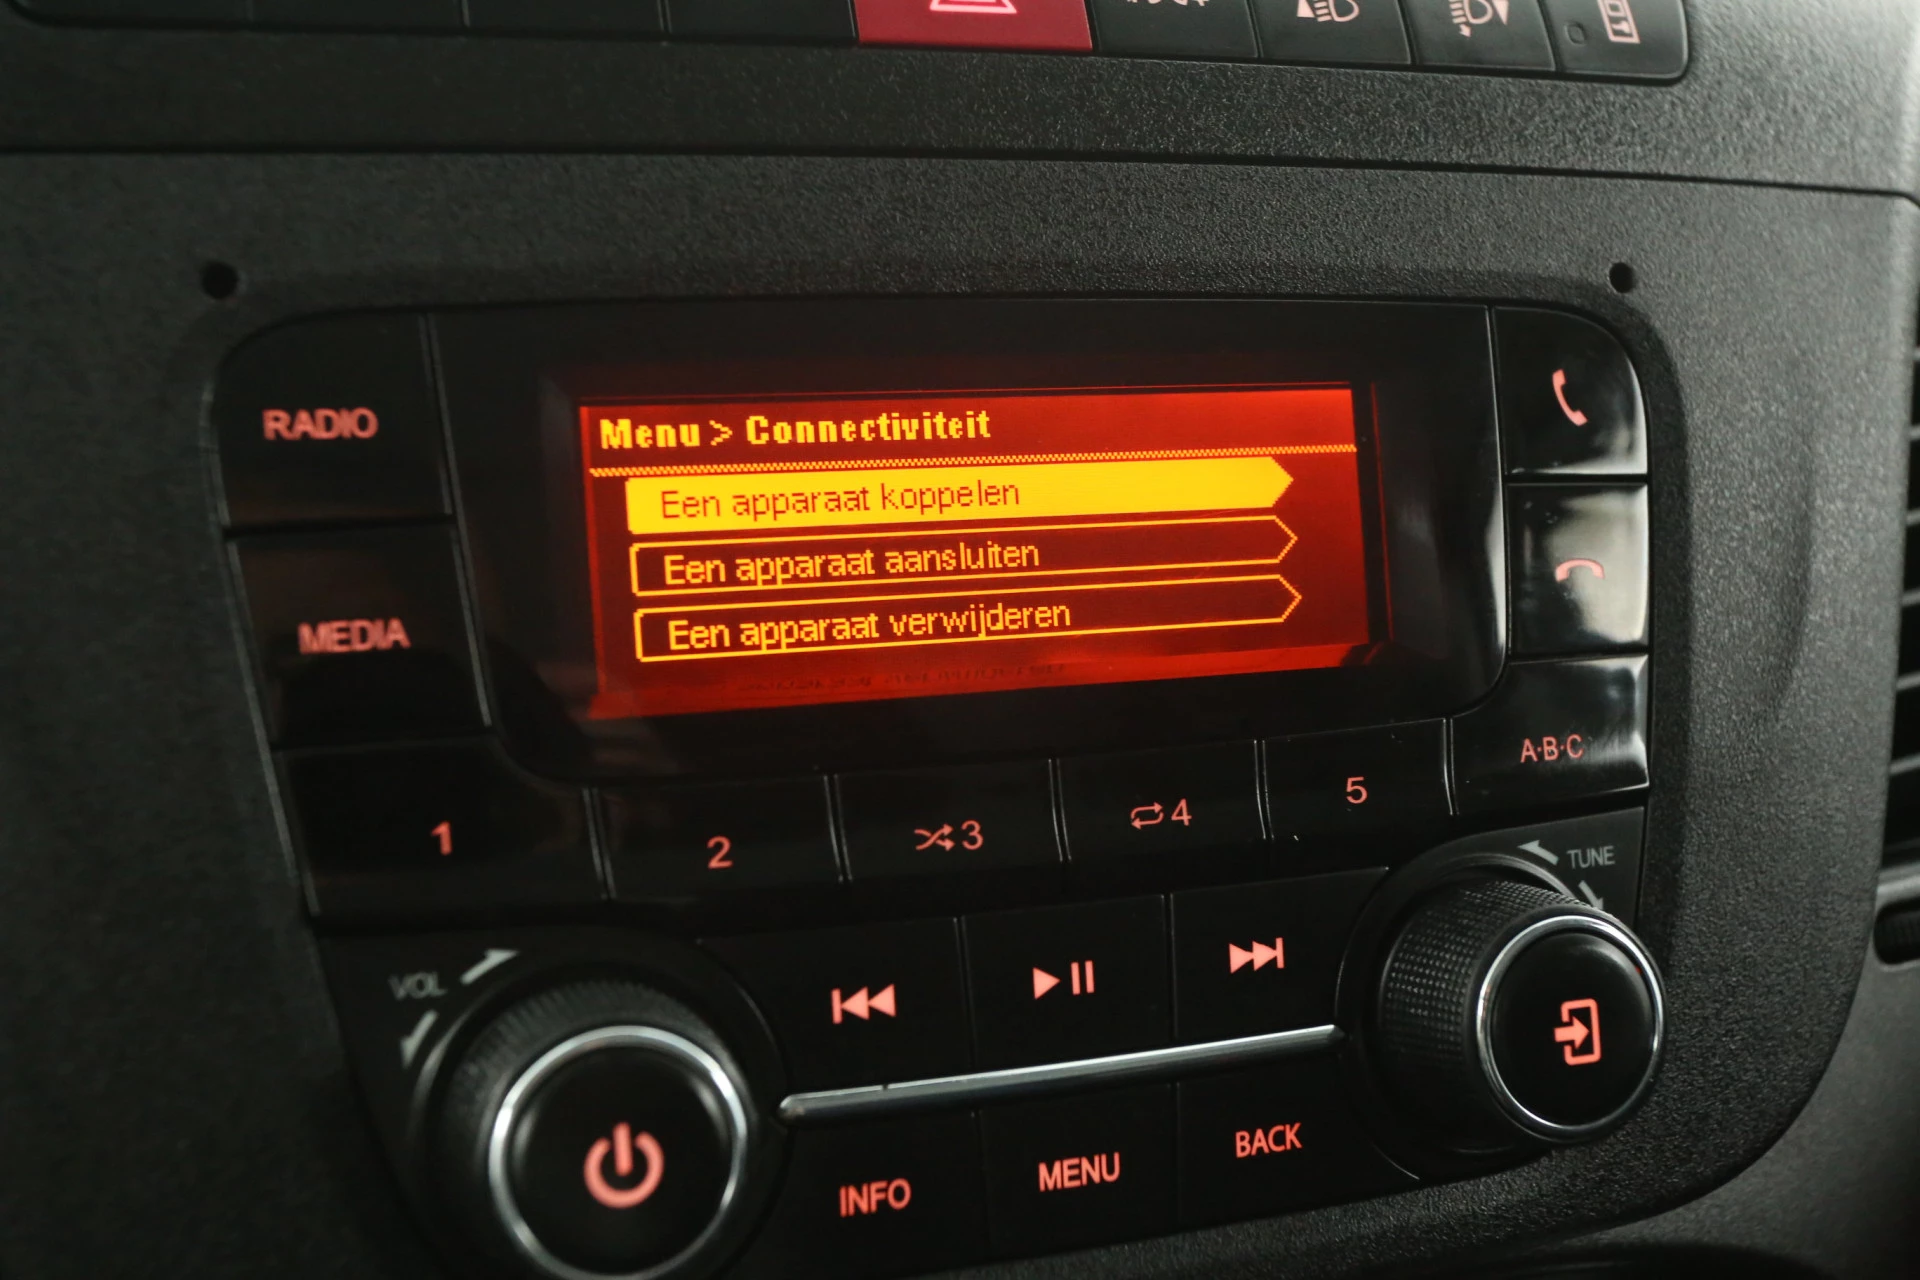 Menu > Connectiviteit
Een apparaat koppelen
Een apparaat aansluiten
Een apparaat verwijderen
RADIO
MEDIA
1
2
3
4
5
A·B·C
TUNE
VOL
INFO
MENU
BACK